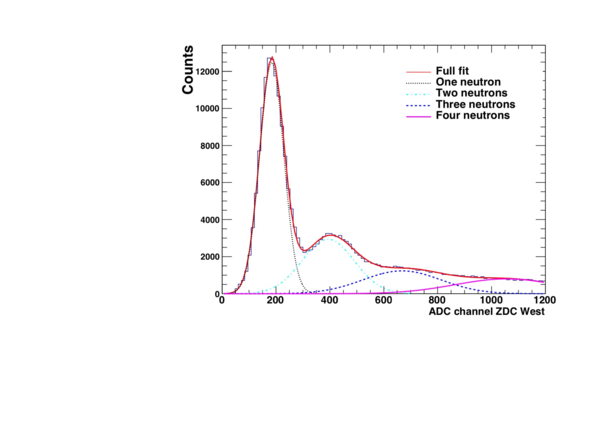 Counts
12000
10000
8000
6000
4000
2000
0
Full fit
One neutron
Two neutrons
Three neutrons
Four neutrons
0 200 400 600 800 1000 1200
ADC channel ZDC West